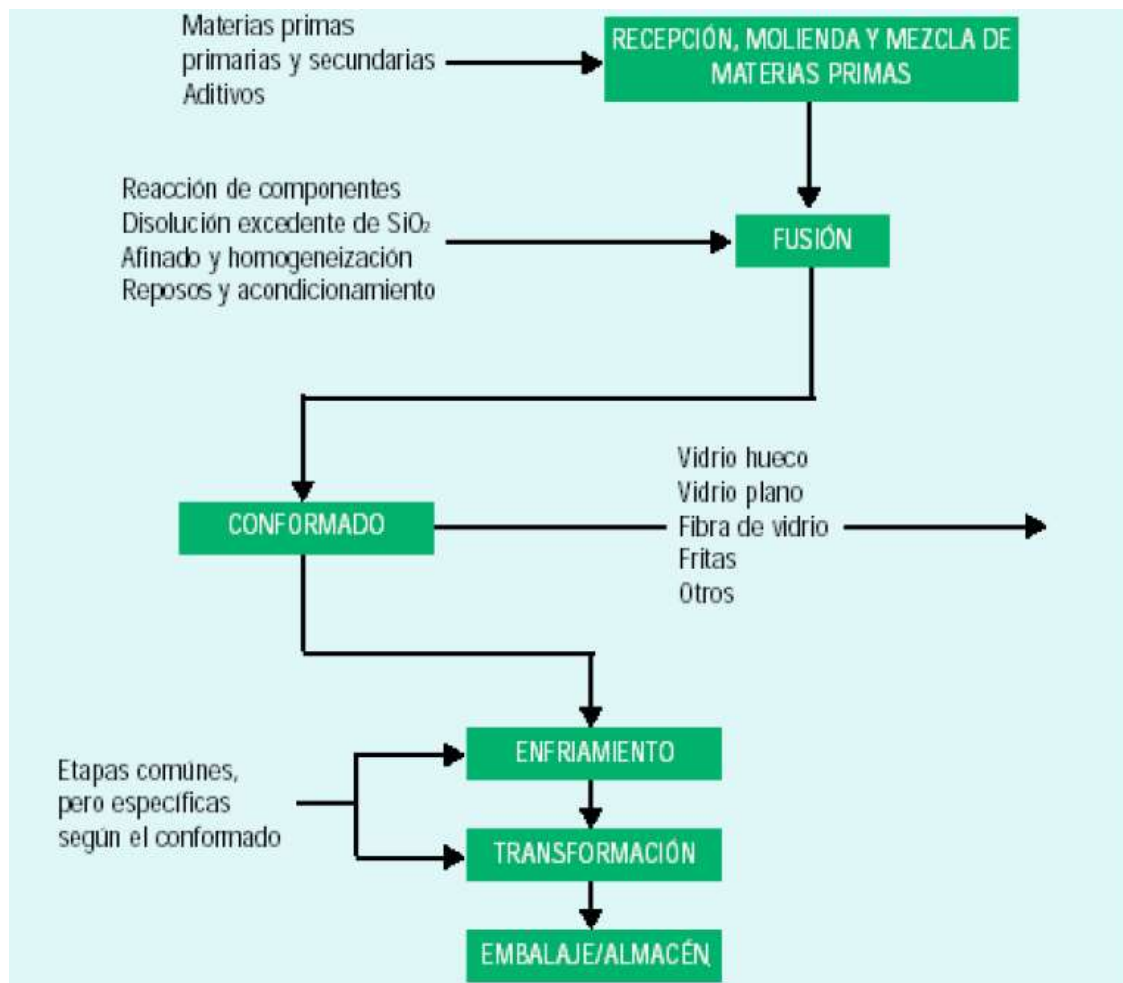 Materias primas
primarias y secundarias
Aditivos
RECEPCIÓN, MOLIENDA Y MEZCLA DE
MATERIAS PRIMAS
Reacción de componentes
Disolución excedente de SiO₂
Afinado y homogeneización
Reposos y acondicionamiento
FUSIÓN
CONFORMADO
Vidrio hueco
Vidrio plano
Fibra de vidrio
Fritas
Otros
Etapas comúnes,
pero específicas
según el conformado
ENFRIAMIENTO
TRANSFORMACIÓN
EMBALAJE/ALMACÉN,